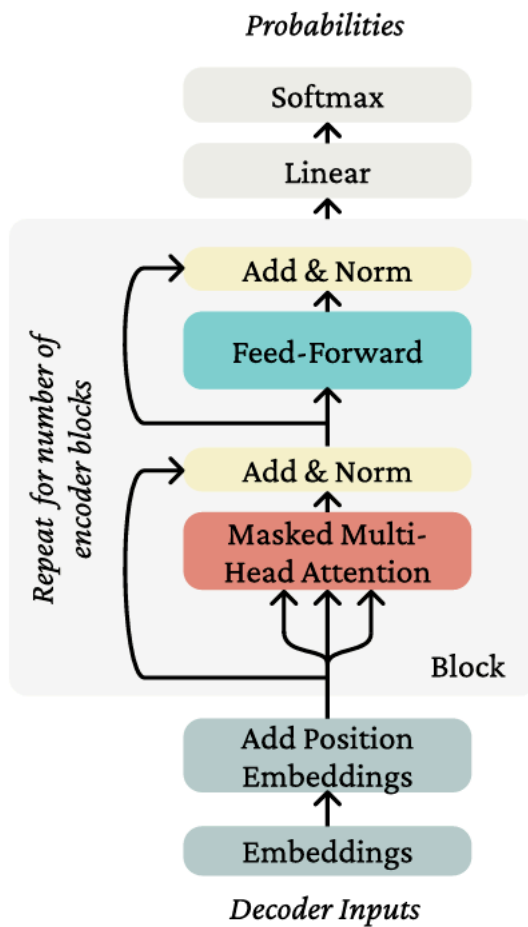 Probabilities
Softmax
Linear
Add & Norm
Feed-Forward
Add & Norm
Masked Multi-
Head Attention
Repeat for number of
encoder blocks
Block
Add Position
Embeddings
Embeddings
Decoder Inputs